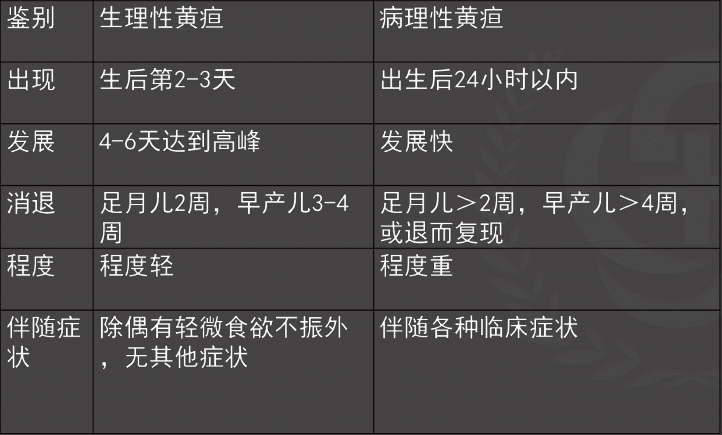 鉴别 生理性黄疸 病理性黄疸
出现 生后第2-3天 出生后24小时以内
发展 4-6天达到高峰 发展快
消退 足月儿2周，早产儿3-4 足月儿＞2周，早产儿＞4周，
周 或退而复现
程度 程度轻 程度重
伴随症 除偶有轻微食欲不振外 伴随各种临床症状
状 ，无其他症状